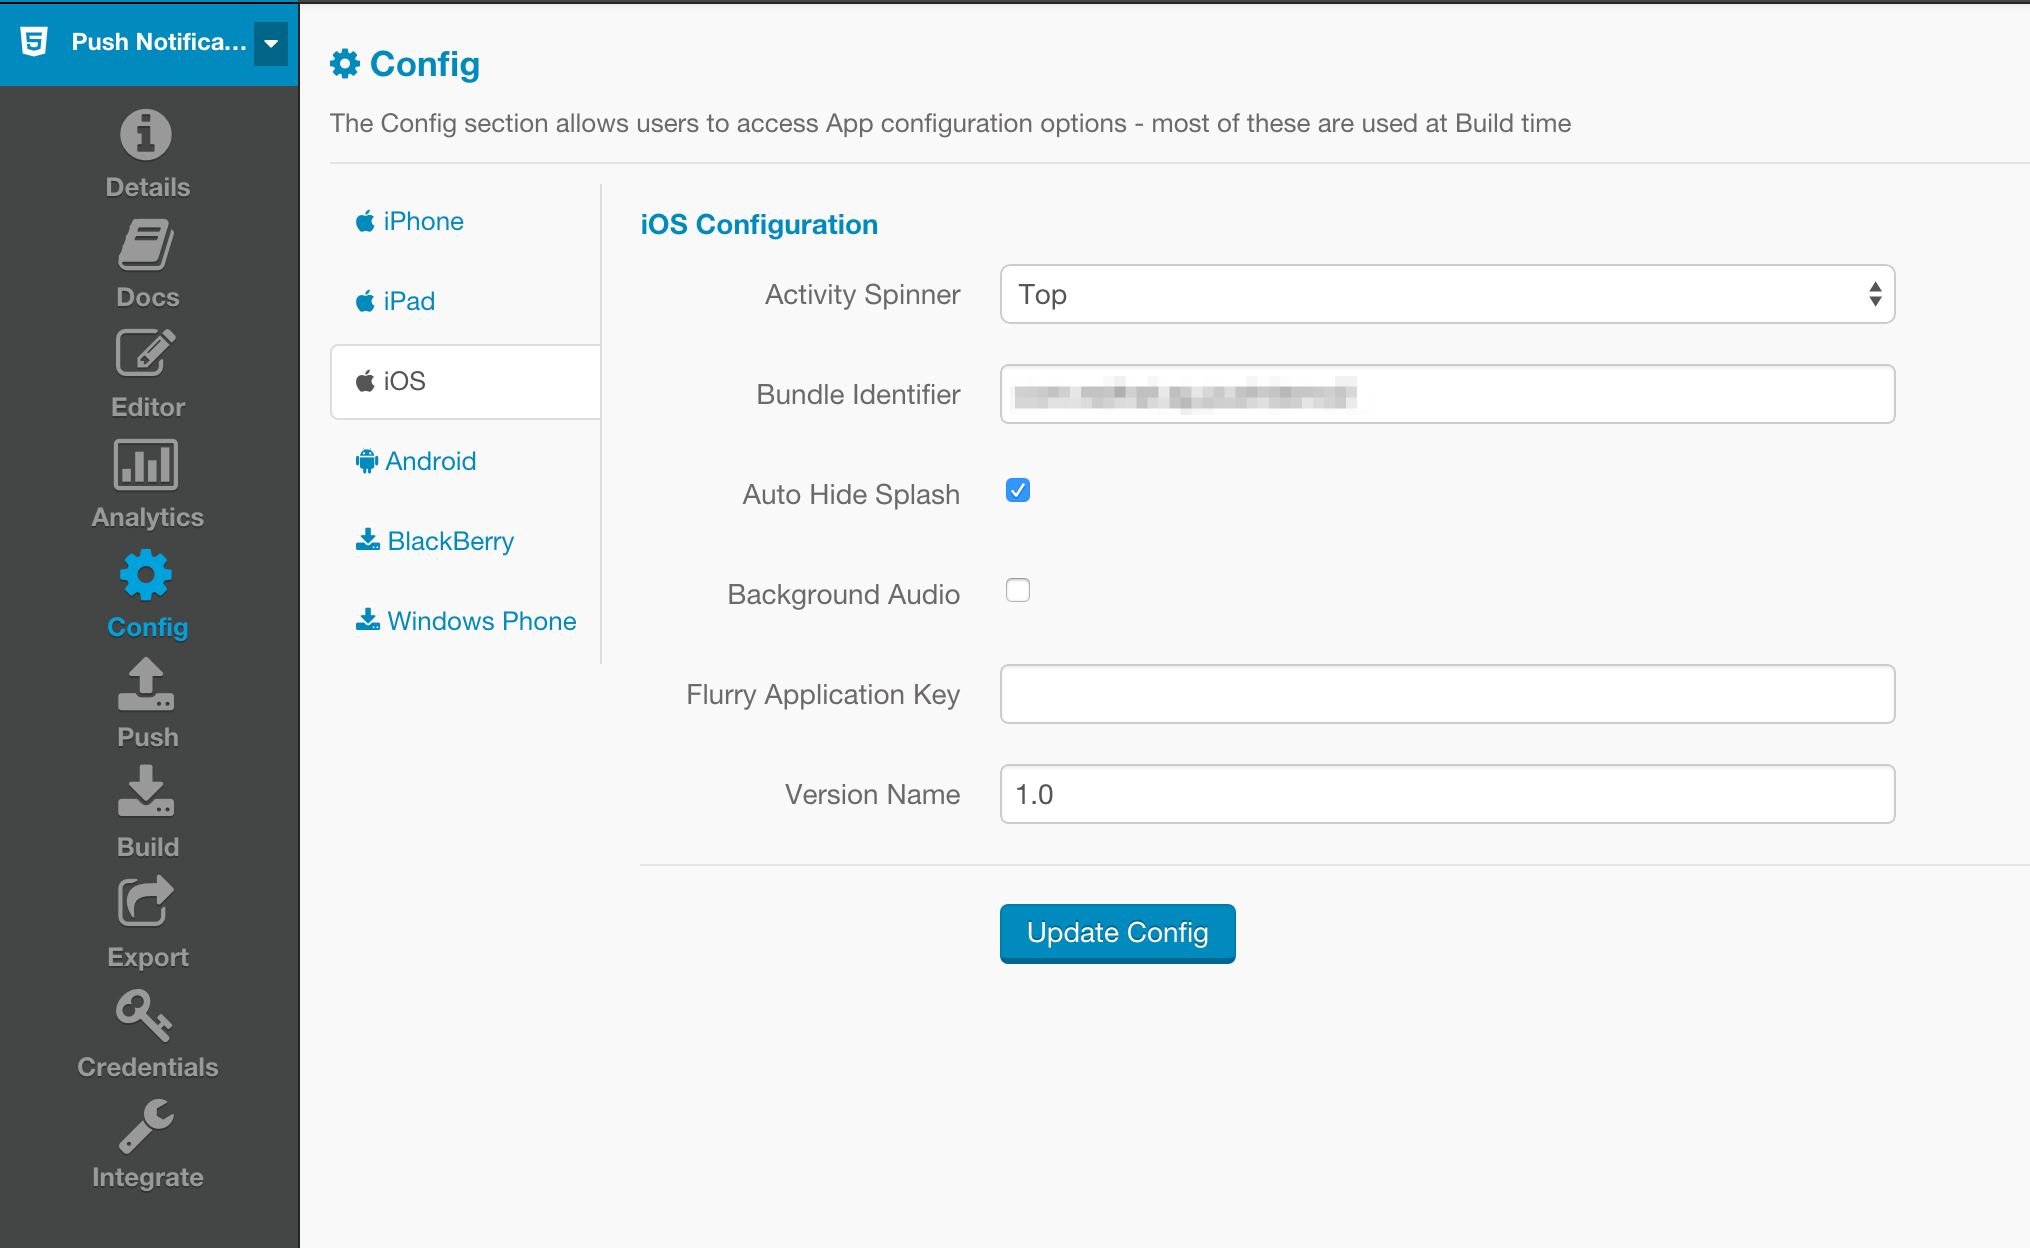 Push Notifica...
Details
Docs
Editor
Analytics
Config
Push
Build
Export
Credentials
Integrate
Config
The Config section allows users to access App configuration options - most of these are used at Build time
iPhone
iPad
iOS
Android
BlackBerry
Windows Phone
iOS Configuration
Activity Spinner
Top
Bundle Identifier
Auto Hide Splash
Background Audio
Flurry Application Key
Version Name
1.0
Update Config